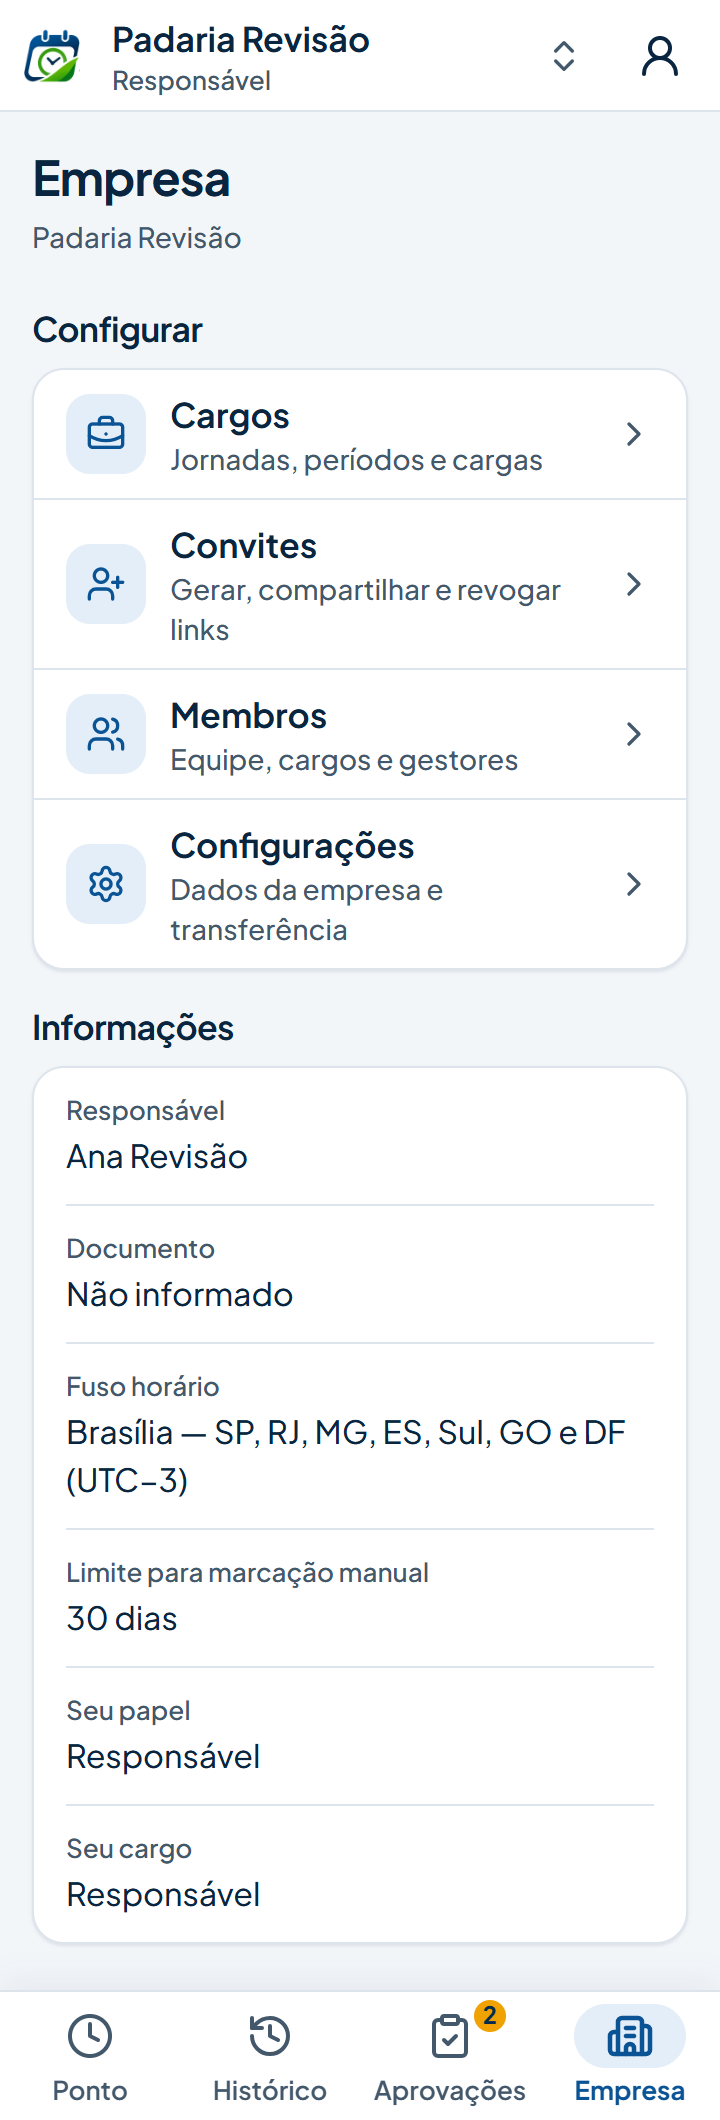 Padaria Revisão
Responsável
Empresa
Padaria Revisão
Configurar
Cargos
Jornadas, períodos e cargas
Convites
Gerar, compartilhar e revogar
links
Membros
Equipe, cargos e gestores
Configurações
Dados da empresa e
transferência
Informações
Responsável
Ana Revisão
Documento
Não informado
Fuso horário
Brasília — SP, RJ, MG, ES, Sul, GO e DF
(UTC−3)
Limite para marcação manual
30 dias
Seu papel
Responsável
Seu cargo
Responsável
2
Ponto
Histórico
Aprovações
Empresa